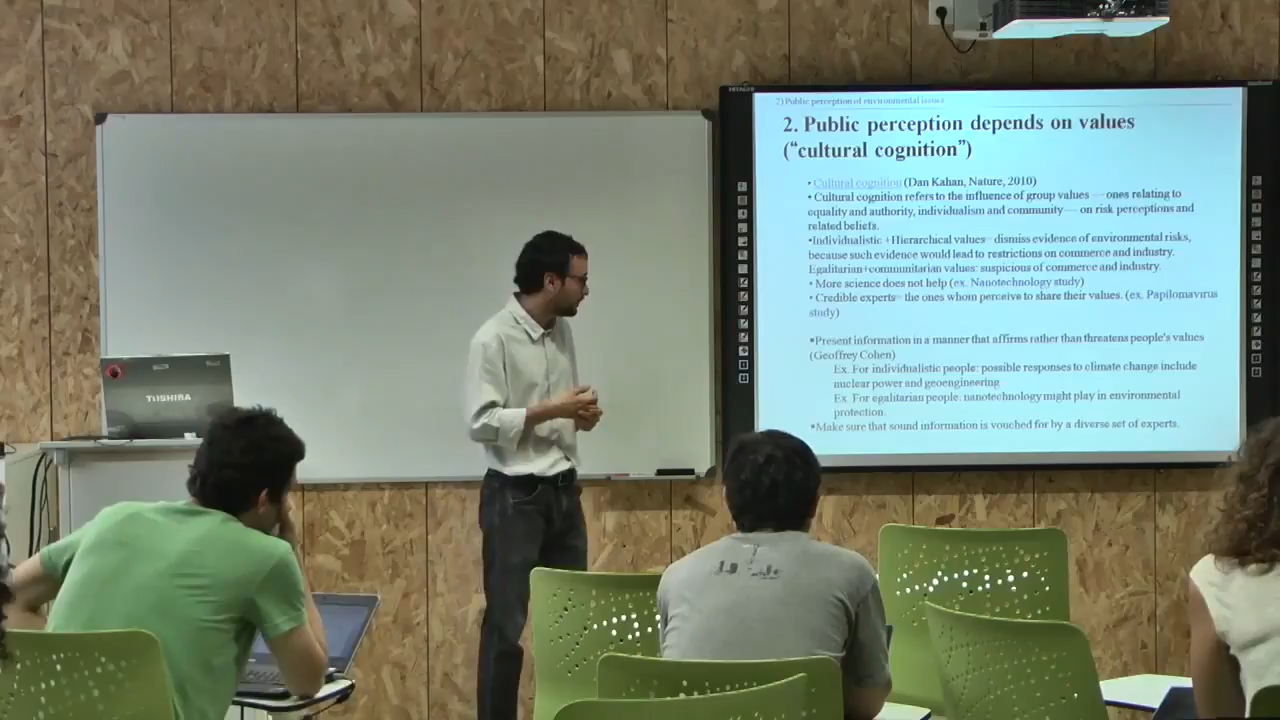 HITACHI
2) Public perception of environmental issues
2. Public perception depends on values
(“cultural cognition”)
• Cultural cognition (Dan Kahan, Nature, 2010)
• Cultural cognition refers to the influence of group values — ones relating to
equality and authority, individualism and community— on risk perceptions and
related beliefs.
•Individualistic +Hierarchical values= dismiss evidence of environmental risks,
because such evidence would lead to restrictions on commerce and industry.
Egalitarian+communitarian values: suspicious of commerce and industry.
• More science does not help (ex. Nanotechnology study)
• Credible experts= the ones whom perceive to share their values. (ex. Papilomavirus
study)
▪Present information in a manner that affirms rather than threatens people's values
(Geoffrey Cohen)
Ex. For individualistic people: possible responses to climate change include
nuclear power and geoengineering
Ex. For egalitarian people: nanotechnology might play in environmental
protection.
▪Make sure that sound information is vouched for by a diverse set of experts.
TOSHIBA